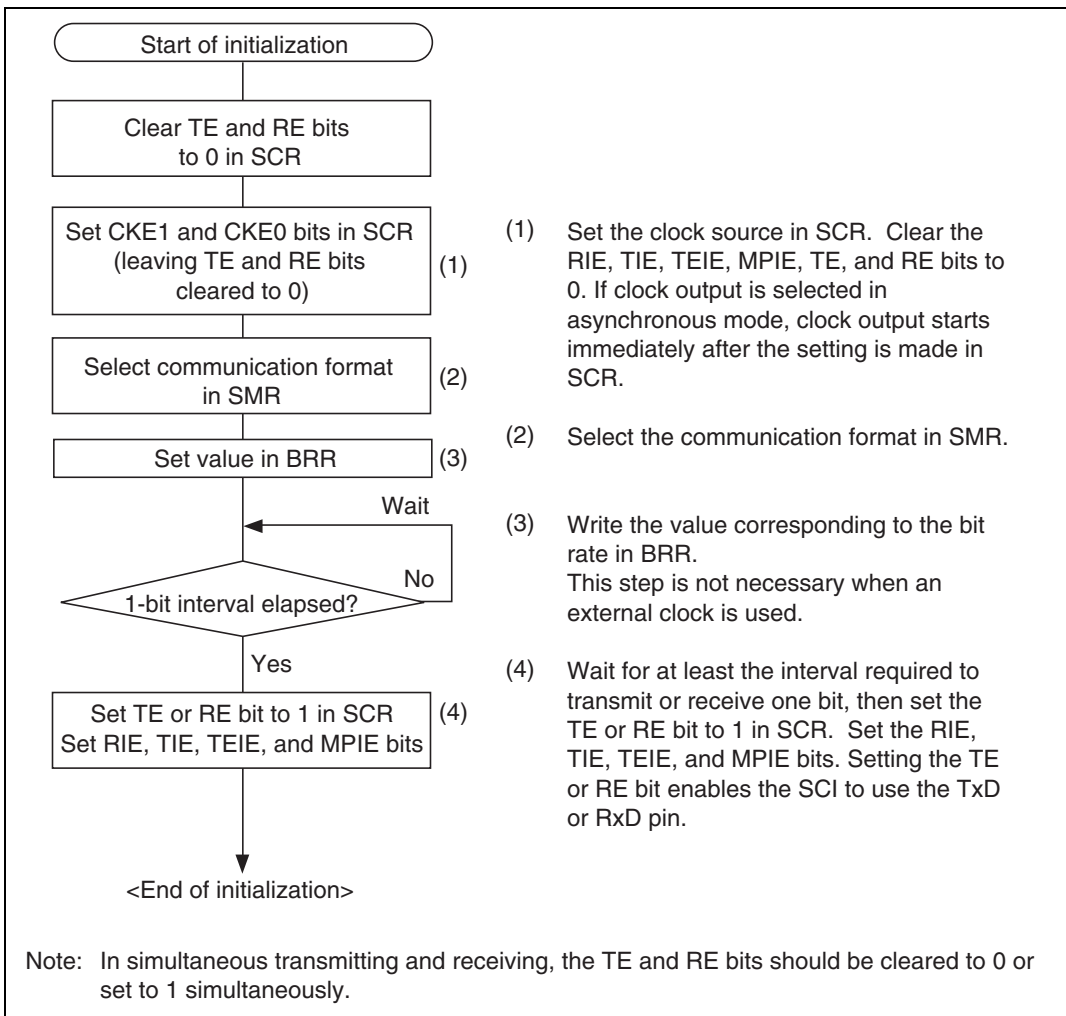 Start of initialization
Clear TE and RE bits
to 0 in SCR
Set CKE1 and CKE0 bits in SCR
(leaving TE and RE bits
cleared to 0)
(1)
Select communication format
in SMR
(2)
Set value in BRR
(3)
Wait
No
1-bit interval elapsed?
Yes
Set TE or RE bit to 1 in SCR
Set RIE, TIE, TEIE, and MPIE bits
(4)
<End of initialization>
(1) Set the clock source in SCR. Clear the
RIE, TIE, TEIE, MPIE, TE, and RE bits to
0. If clock output is selected in
asynchronous mode, clock output starts
immediately after the setting is made in
SCR.
(2) Select the communication format in SMR.
(3) Write the value corresponding to the bit
rate in BRR.
This step is not necessary when an
external clock is used.
(4) Wait for at least the interval required to
transmit or receive one bit, then set the
TE or RE bit to 1 in SCR. Set the RIE,
TIE, TEIE, and MPIE bits. Setting the TE
or RE bit enables the SCI to use the TxD
or RxD pin.
Note: In simultaneous transmitting and receiving, the TE and RE bits should be cleared to 0 or
set to 1 simultaneously.